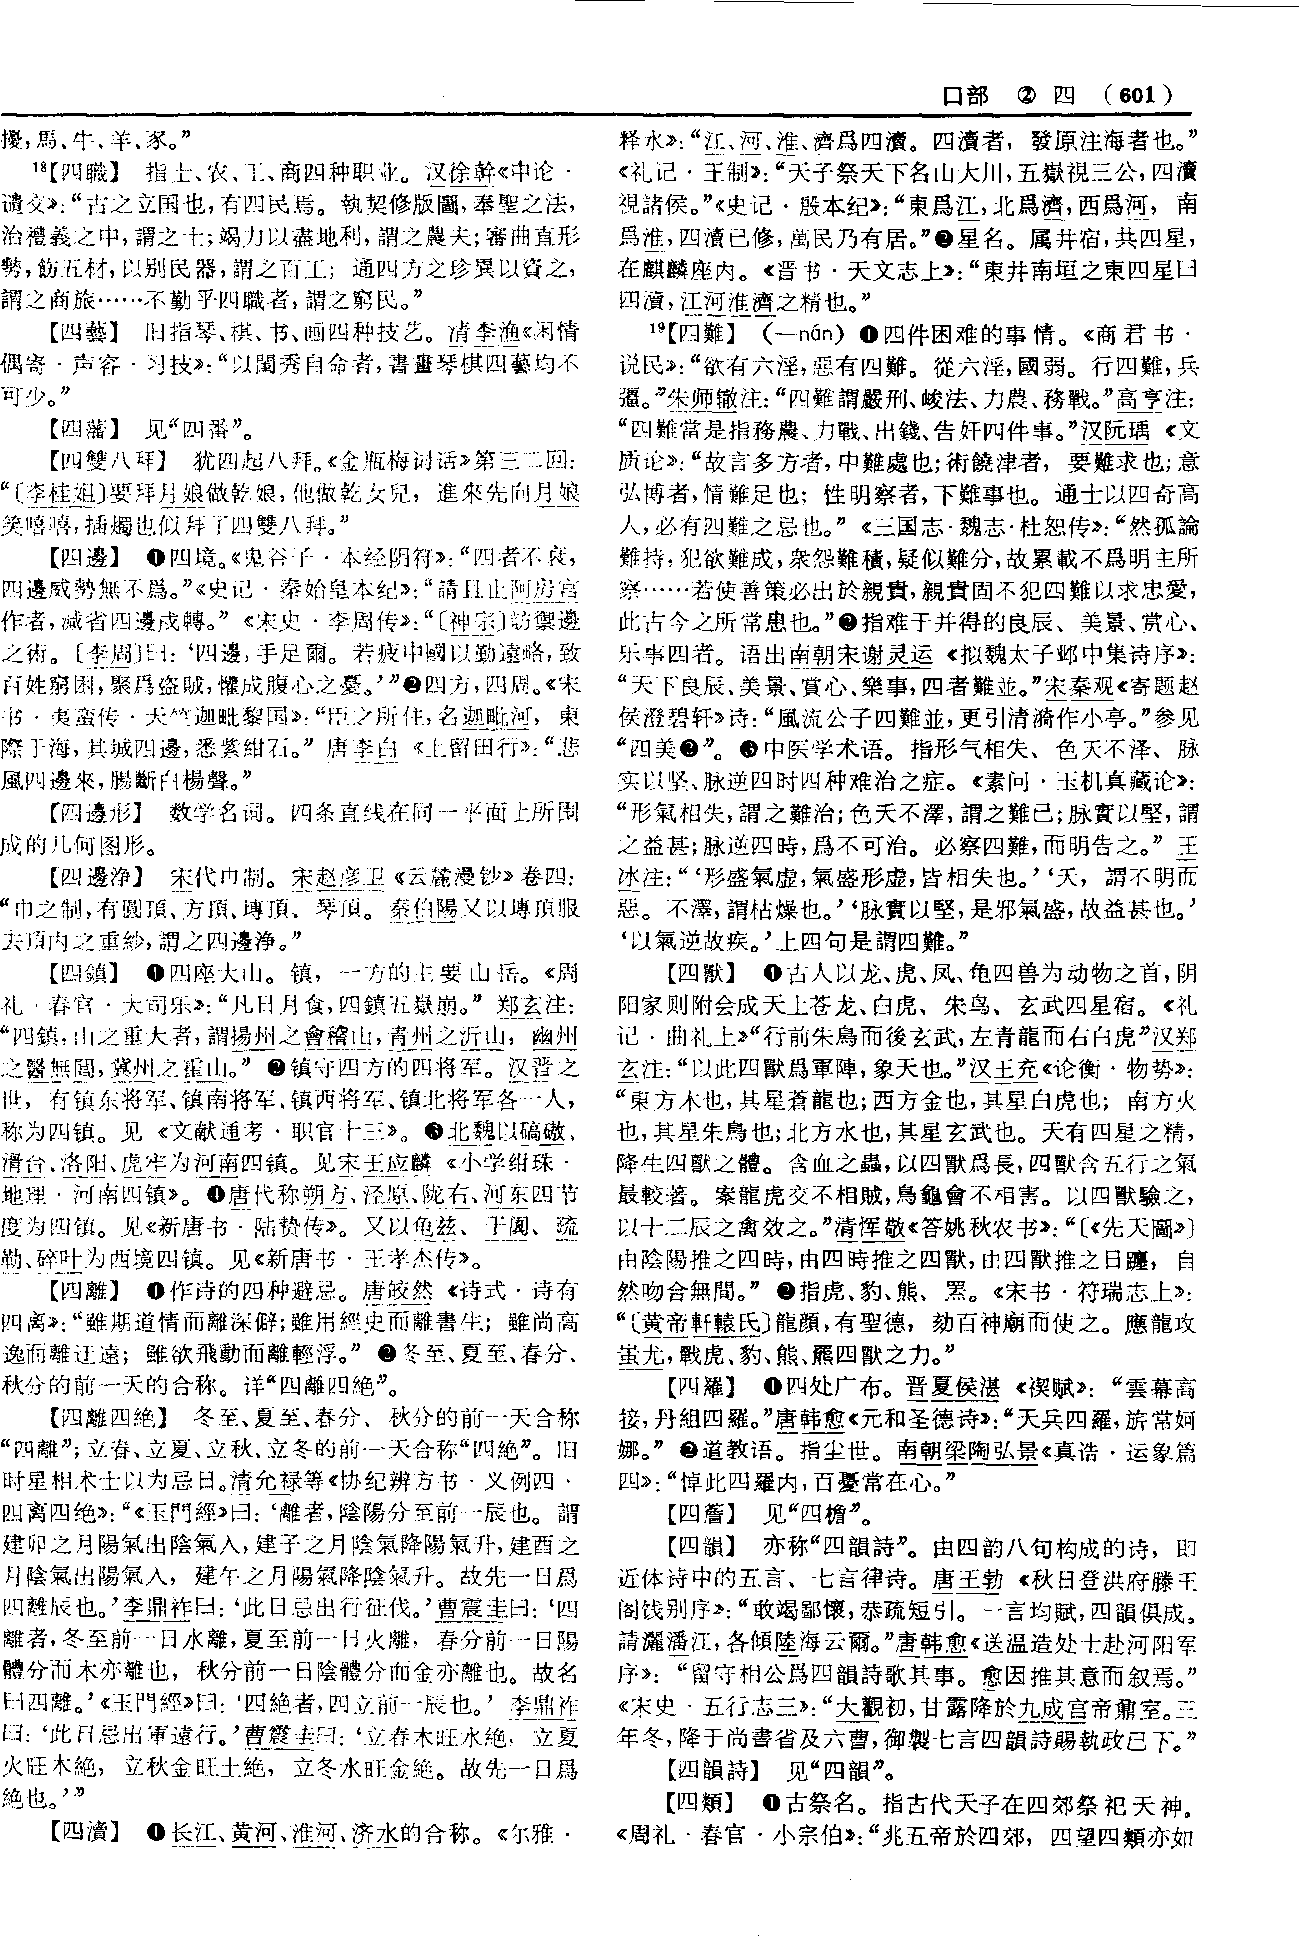 口部 ② 四 （601）
擾，馬、牛、羊、豕。”
¹⁸【四職】 指士、农、工、商四种职业。汉徐幹《中论·
谴交》：“古之立國也，有四民焉。執契修版圖，奉聖之法，
治禮義之中，謂之士；竭力以盡地利，謂之農夫；審曲直形
勢，飭五材，以别民器，謂之百工；通四方之珍異以資之，
謂之商旅……不勤乎四職者，謂之窮民。”
【四藝】 旧指琴、棋、书、画四种技艺。清李渔《闲情
偶寄·声容·习技》：“以閨秀自命者，書畫琴棋四藝均不
可少。”
【四蕃】 见“四番”。
【四雙八拜】 犹四起八拜。《金瓶梅词话》第三二回：
“〔李桂姐〕要拜月娘做乾娘，他做乾女兒，進來先向月娘
笑嘻嘻，插燭也似拜了四雙八拜。”
【四邊】 ❶四境。《鬼谷子·本经阴符》：“四者不衰，
四邊威勢無不爲。”《史记·秦始皇本纪》：“請且止阿房宫
作者，減省四邊戍轉。”《宋史·李周传》：“〔神宗〕訪禦邊
之術。〔李周〕曰：‘四邊，手足爾。若疲中國以勤遠略，致
百姓窮困，聚爲盗賊，懼成腹心之憂。’”❷四方，四周。《宋
书·夷蛮传·天竺迦毗黎国》：“臣之所住，名迦毗河，東
際于海，其城四邊，悉紫紺石。”唐李白《上留田行》：“悲
風四邊來，腸斷白楊聲。”
【四邊形】 数学名词。四条直线在同一平面上所围
成的几何图形。
【四邊浄】 宋代巾制。宋赵彦卫《云麓漫钞》卷四：
“巾之制，有圓頂、方頂、塼頂、琴頂。秦伯陽又以塼頂服
去頂内之重紗，謂之四邊浄。”
【四鎮】 ❶四座大山。镇，一方的主要山岳。《周
礼·春官·大司乐》：“凡日月食，四鎮五嶽崩。”郑玄注：
“四鎮，山之重大者，謂揚州之會稽山，青州之沂山，幽州
之醫無閭，冀州之霍山。”❷镇守四方的四将军。汉晋之
世，有镇东将军、镇南将军、镇西将军、镇北将军各一人，
称为四镇。见《文献通考·职官十三》。❸北魏以碻磝、
滑台、洛阳、虎牢为河南四镇。见宋王应麟《小学绀珠·
地理·河南四镇》。❹唐代称朔方、泾原、陇右、河东四节
度为四镇。见《新唐书·陆贽传》。又以龟兹、于阗、疏
勒、碎叶为西境四镇。见《新唐书·王孝杰传》。
【四離】 ❶作诗的四种避忌。唐皎然《诗式·诗有
四离》：“雖期道情而離深僻；雖用經史而離書生；雖尚高
逸而離迂遠；雖欲飛動而離輕浮。”❷冬至、夏至、春分、
秋分的前一天的合称。详“四離四絶”。
【四離四絶】 冬至、夏至、春分、秋分的前一天合称
“四離”；立春、立夏、立秋、立冬的前一天合称“四絶”。旧
时星相术士以为忌日。清允禄等《协纪辨方书·义例四·
四离四绝》：“《玉門經》曰：‘離者，陰陽分至前一辰也。謂
建卯之月陽氣出陰氣入，建子之月陰氣降陽氣升，建酉之
月陰氣出陽氣入，建午之月陽氣降陰氣升。故先一日爲
四離辰也。’李鼎祚曰：‘此日忌出行征伐。’曹震圭曰：‘四
離者，冬至前一日水離，夏至前一日火離，春分前一日陽
體分而木亦離也，秋分前一日陰體分而金亦離也。故名
曰四離。’《玉門經》曰：‘四絶者，四立前一辰也。’李鼎祚
曰：‘此日忌出軍遠行。’曹震圭曰：‘立春木旺水絶，立夏
火旺木絶，立秋金旺土絶，立冬水旺金絶。故先一日爲
絶也。’”
【四瀆】 ❶长江、黄河、淮河、济水的合称。《尔雅·
释水》：“江、河、淮、濟爲四瀆。四瀆者，發原注海者也。”
《礼记·王制》：“天子祭天下名山大川，五嶽視三公，四瀆
視諸侯。”《史记·殷本纪》：“東爲江，北爲濟，西爲河，南
爲淮，四瀆已修，萬民乃有居。”❷星名。属井宿，共四星，
在麒麟座内。《晋书·天文志上》：“東井南垣之東四星曰
四瀆，江河淮濟之精也。”
¹⁹【四難】 （—nán）❶四件困难的事情。《商君书·
说民》：“欲有六淫，惡有四難。從六淫，國弱。行四難，兵
彊。”朱师辙注：“四難謂嚴刑、峻法、力農、務戰。”高亨注：
“四難當是指務農、力戰、出錢、告奸四件事。”汉阮瑀《文
质论》：“故言多方者，中難處也；術饒津者，要難求也；意
弘博者，情難足也；性明察者，下難事也。通士以四奇高
人，必有四難之忌也。”《三国志·魏志·杜恕传》：“然孤論
難持，犯欲難成，衆怨難積，疑似難分，故累載不爲明主所
察……若使善策必出於親貴，親貴固不犯四難以求忠愛，
此古今之所常患也。”❷指难于并得的良辰、美景、赏心、
乐事四者。语出南朝宋谢灵运《拟魏太子邺中集诗序》：
“天下良辰、美景、賞心、樂事，四者難並。”宋秦观《寄题赵
侯澄碧轩》诗：“風流公子四難並，更引清漪作小亭。”参见
“四美❷”。❸中医学术语。指形气相失、色夭不泽、脉
实以坚、脉逆四时四种难治之症。《素问·玉机真藏论》：
“形氣相失，謂之難治；色夭不澤，謂之難已；脉實以堅，謂
之益甚；脉逆四時，爲不可治。必察四難，而明告之。”王
冰注：“‘形盛氣虚，氣盛形虚，皆相失也。’‘夭，謂不明而
惡。不澤，謂枯燥也。’‘脉實以堅，是邪氣盛，故益甚也。’
‘以氣逆故疾。’上四句是謂四難。”
【四獸】 ❶古人以龙、虎、凤、龟四兽为动物之首，阴
阳家则附会成天上苍龙、白虎、朱鸟、玄武四星宿。《礼
记·曲礼上》“行前朱鳥而後玄武，左青龍而右白虎”汉郑
玄注：“以此四獸爲軍陣，象天也。”汉王充《论衡·物势》：
“東方木也，其星蒼龍也；西方金也，其星白虎也；南方火
也，其星朱鳥也；北方水也，其星玄武也。天有四星之精，
降生四獸之體。含血之蟲，以四獸爲長，四獸含五行之氣
最較著。案龍虎交不相賊，鳥龜會不相害。以四獸驗之，
以十二辰之禽效之。”清恽敬《答姚秋农书》：“〔《先天圖》〕
由陰陽推之四時，由四時推之四獸，由四獸推之日躔，自
然吻合無間。”❷指虎、豹、熊、罴。《宋书·符瑞志上》：
“〔黄帝軒轅氏〕龍顔，有聖德，劾百神廟而使之。應龍攻
蚩尤，戰虎、豹、熊、羆四獸之力。”
【四羅】 ❶四处广布。晋夏侯湛《禊赋》：“雲幕高
接，丹組四羅。”唐韩愈《元和圣德诗》：“天兵四羅，旂常婀
娜。”❷道教语。指尘世。南朝梁陶弘景《真诰·运象篇
四》：“悼此四羅内，百憂常在心。”
【四簷】 见“四檐”。
【四韻】 亦称“四韻詩”。由四韵八句构成的诗，即
近体诗中的五言、七言律诗。唐王勃《秋日登洪府滕王
阁饯别序》：“敢竭鄙懷，恭疏短引。一言均賦，四韻俱成。
請灑潘江，各傾陸海云爾。”唐韩愈《送温造处士赴河阳军
序》：“留守相公爲四韻詩歌其事。愈因推其意而叙焉。”
《宋史·五行志三》：“大觀初，甘露降於九成宫帝鼐室。三
年冬，降于尚書省及六曹，御製七言四韻詩賜執政已下。”
【四韻詩】 见“四韻”。
【四類】 ❶古祭名。指古代天子在四郊祭祀天神。
《周礼·春官·小宗伯》：“兆五帝於四郊，四望四類亦如